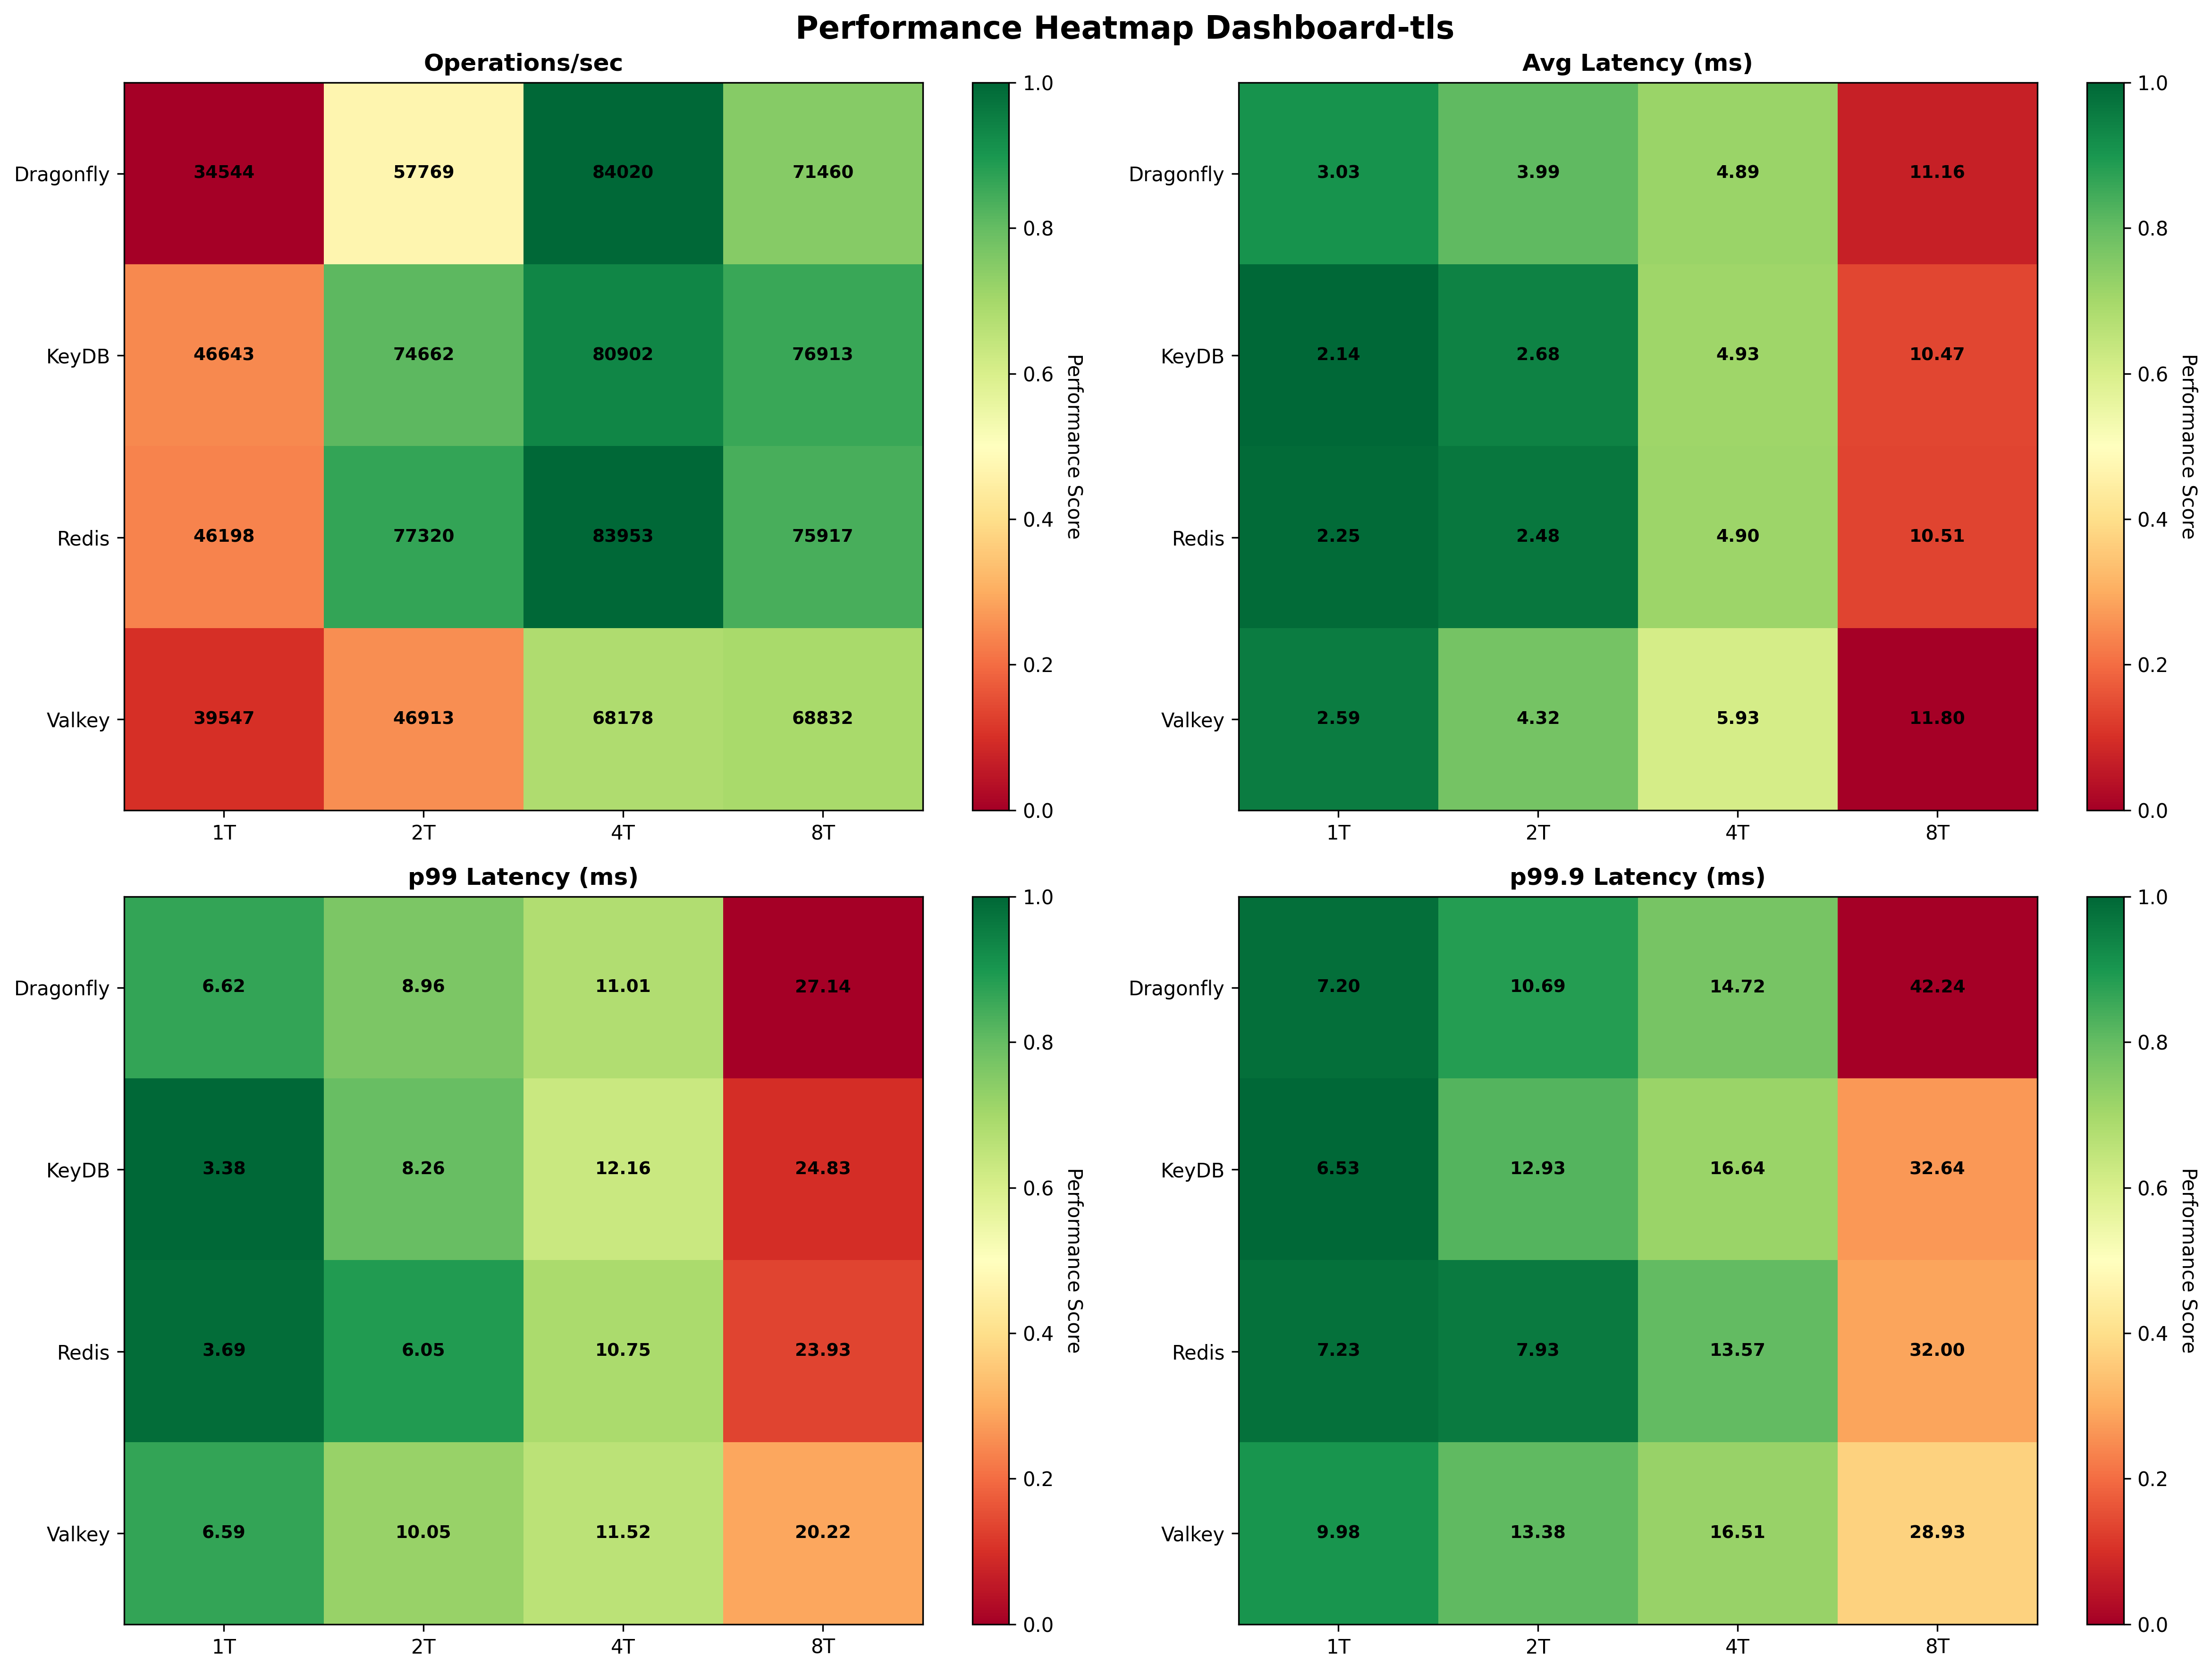 Performance Heatmap Dashboard-tls
Operations/sec
Dragonfly 34544 57769 84020 71460
KeyDB 46643 74662 80902 76913
Redis 46198 77320 83953 75917
Valkey 39547 46913 68178 68832
1T 2T 4T 8T
1.0
0.8
0.6
0.4
0.2
0.0
Performance Score
Avg Latency (ms)
Dragonfly 3.03 3.99 4.89 11.16
KeyDB 2.14 2.68 4.93 10.47
Redis 2.25 2.48 4.90 10.51
Valkey 2.59 4.32 5.93 11.80
1T 2T 4T 8T
1.0
0.8
0.6
0.4
0.2
0.0
Performance Score
p99 Latency (ms)
Dragonfly 6.62 8.96 11.01 27.14
KeyDB 3.38 8.26 12.16 24.83
Redis 3.69 6.05 10.75 23.93
Valkey 6.59 10.05 11.52 20.22
1T 2T 4T 8T
1.0
0.8
0.6
0.4
0.2
0.0
Performance Score
p99.9 Latency (ms)
Dragonfly 7.20 10.69 14.72 42.24
KeyDB 6.53 12.93 16.64 32.64
Redis 7.23 7.93 13.57 32.00
Valkey 9.98 13.38 16.51 28.93
1T 2T 4T 8T
1.0
0.8
0.6
0.4
0.2
0.0
Performance Score